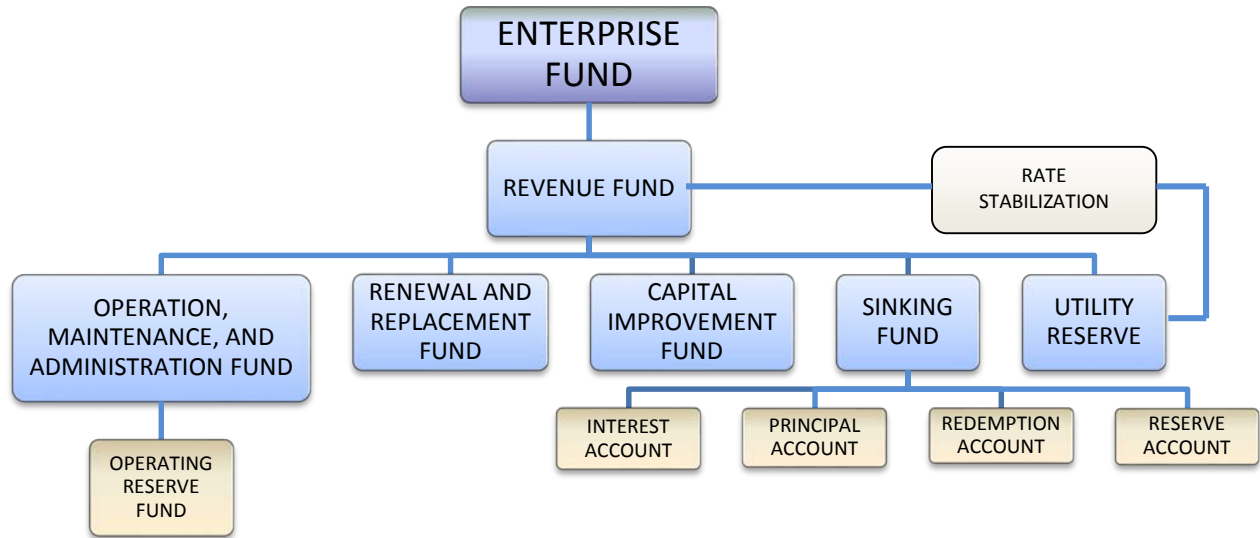 ENTERPRISE
FUND
REVENUE FUND
RATE
STABILIZATION
OPERATION,
MAINTENANCE, AND
ADMINISTRATION FUND
RENEWAL AND
REPLACEMENT
FUND
CAPITAL
IMPROVEMENT
FUND
SINKING
FUND
UTILITY
RESERVE
OPERATING
RESERVE
FUND
INTEREST
ACCOUNT
PRINCIPAL
ACCOUNT
REDEMPTION
ACCOUNT
RESERVE
ACCOUNT